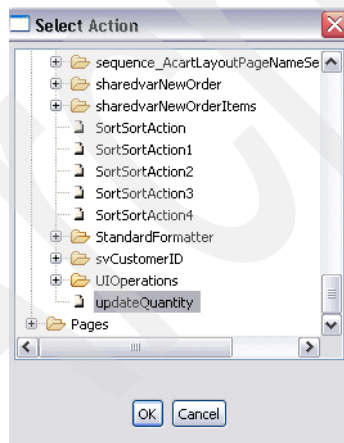 Select Action
sequence_AcartLayoutPageNameSe
sharedvarNewOrder
sharedvarNewOrderItems
SortSortAction
SortSortAction1
SortSortAction2
SortSortAction3
SortSortAction4
StandardFormatter
svCustomerID
UIOperations
updateQuantity
Pages
OK Cancel